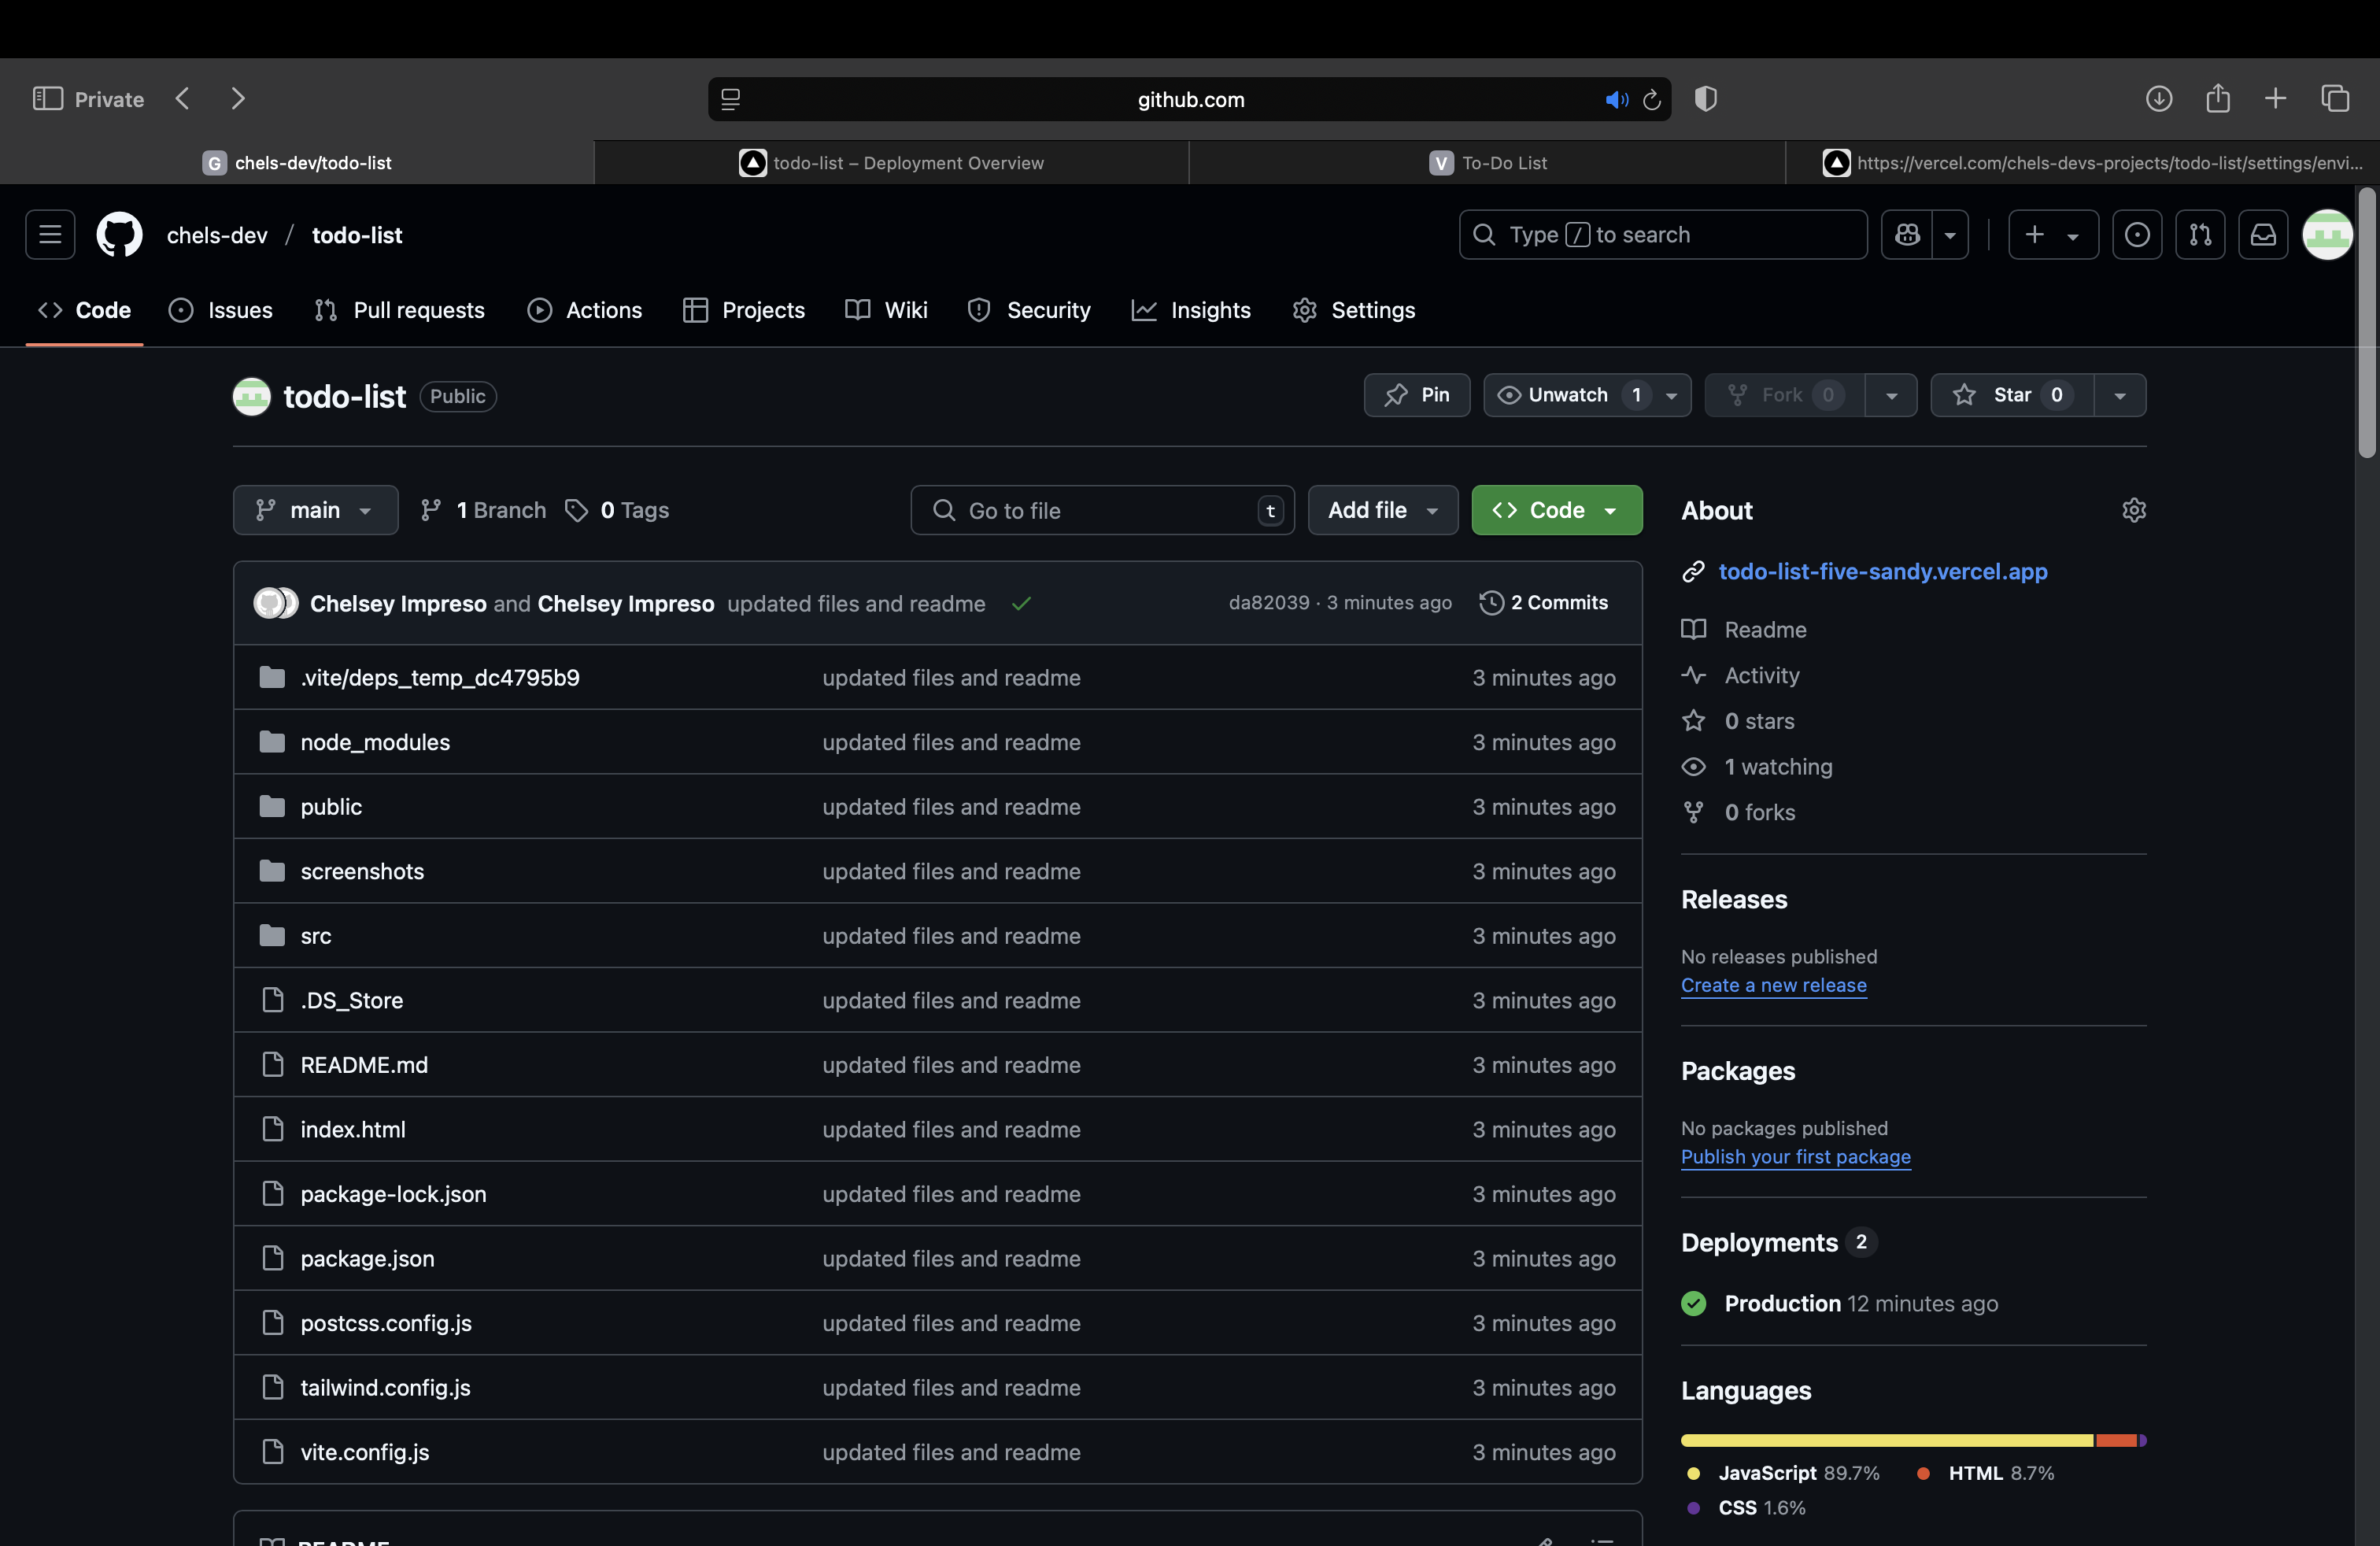 Private
github.com
G chels-dev/todo-list
todo-list – Deployment Overview
V To-Do List
https://vercel.com/chels-devs-projects/todo-list/settings/envi...
chels-dev / todo-list
Type / to search
Code
Issues
Pull requests
Actions
Projects
Wiki
Security
Insights
Settings
todo-list Public
Pin
Unwatch 1
Fork 0
Star 0
main
1 Branch
0 Tags
Go to file t
Add file
Code
Chelsey Impreso and Chelsey Impreso updated files and readme
da82039 · 3 minutes ago
2 Commits
.vite/deps_temp_dc4795b9 updated files and readme 3 minutes ago
node_modules updated files and readme 3 minutes ago
public updated files and readme 3 minutes ago
screenshots updated files and readme 3 minutes ago
src updated files and readme 3 minutes ago
.DS_Store updated files and readme 3 minutes ago
README.md updated files and readme 3 minutes ago
index.html updated files and readme 3 minutes ago
package-lock.json updated files and readme 3 minutes ago
package.json updated files and readme 3 minutes ago
postcss.config.js updated files and readme 3 minutes ago
tailwind.config.js updated files and readme 3 minutes ago
vite.config.js updated files and readme 3 minutes ago
README
About
todo-list-five-sandy.vercel.app
Readme
Activity
0 stars
1 watching
0 forks
Releases
No releases published
Create a new release
Packages
No packages published
Publish your first package
Deployments 2
Production 12 minutes ago
Languages
JavaScript 89.7%
HTML 8.7%
CSS 1.6%